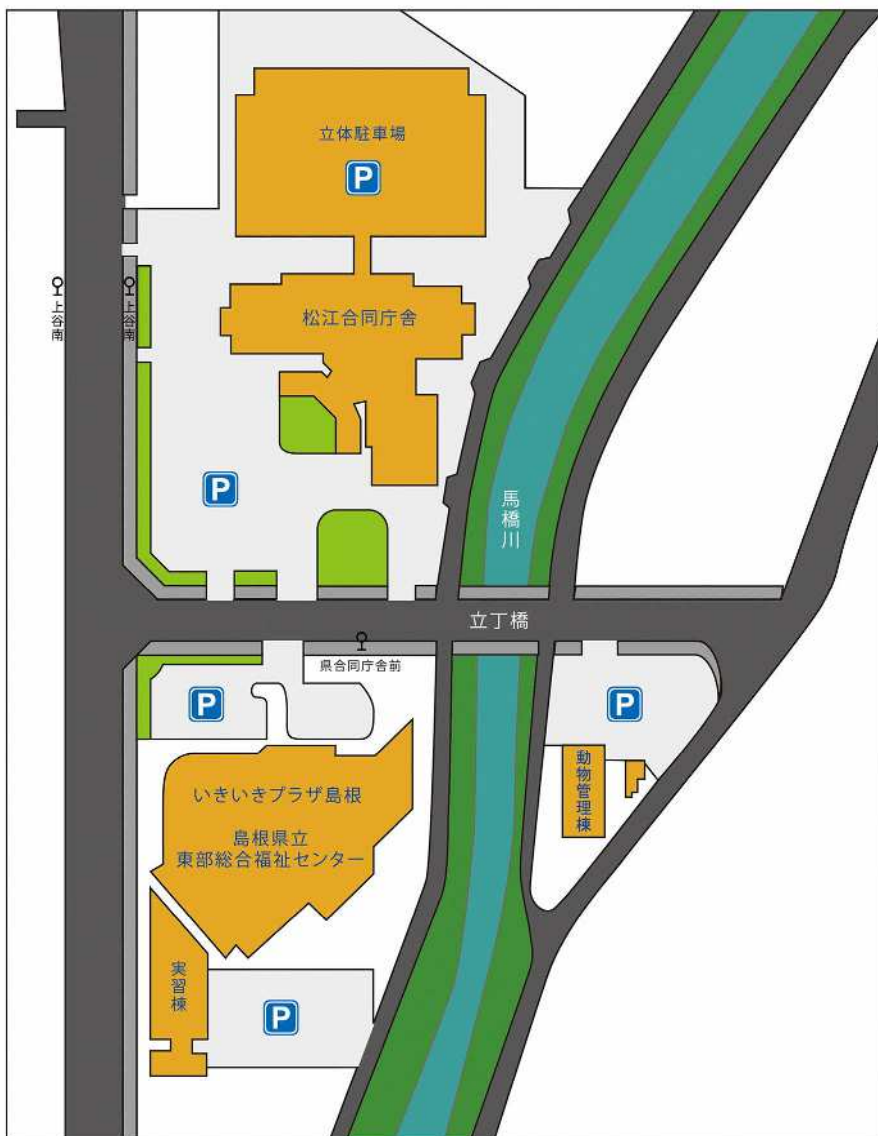 立体駐車場
P
松江合同庁舎
上谷南
上谷南
P
馬橋川
立丁橋
県合同庁舎前
P
P
いきいきプラザ島根
島根県立
東部総合福祉センター
動物管理棟
実習棟
P